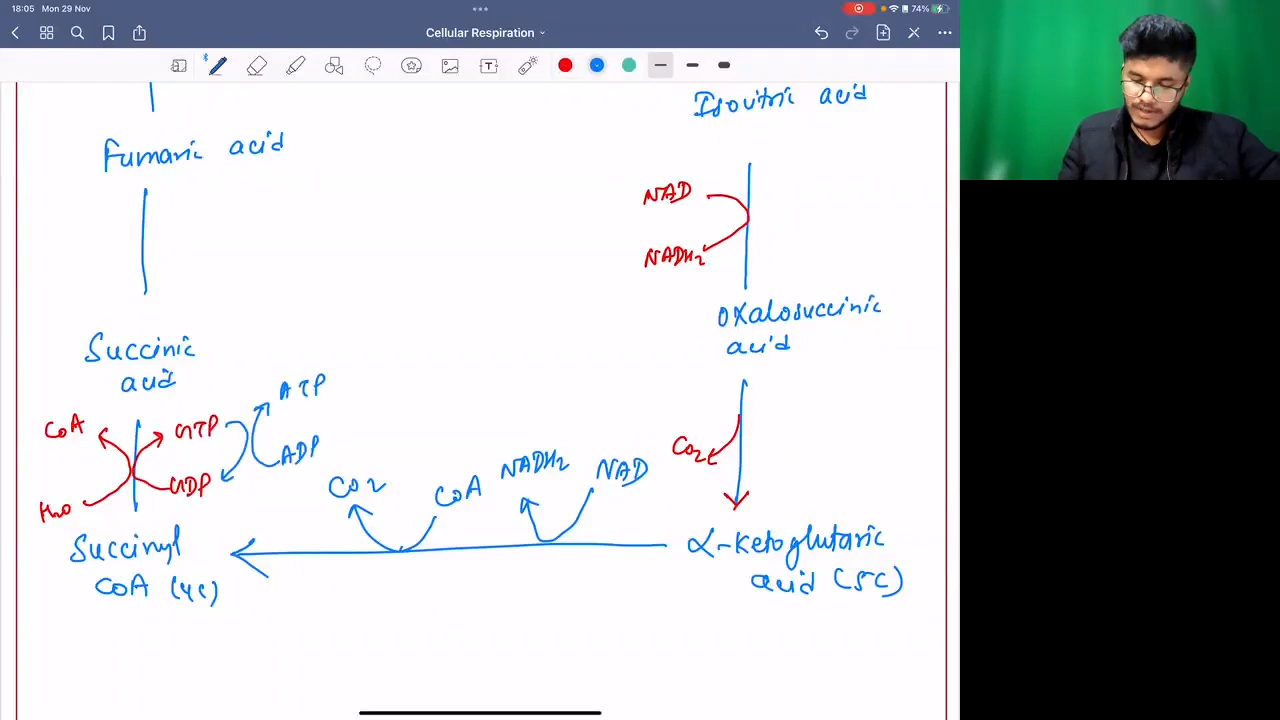 18:05 Mon 29 Nov
74%
Cellular Respiration
Isocitric acid
Fumaric acid
NAD
NADH2
Oxalosuccinic
acid
Succinic
acid
ATP
CoA
GTP
ADP
GDP
H2O
CO2
CO2
CoA
NADH2
NAD
Succinyl
CoA (4C)
α-Ketoglutaric
acid (5C)